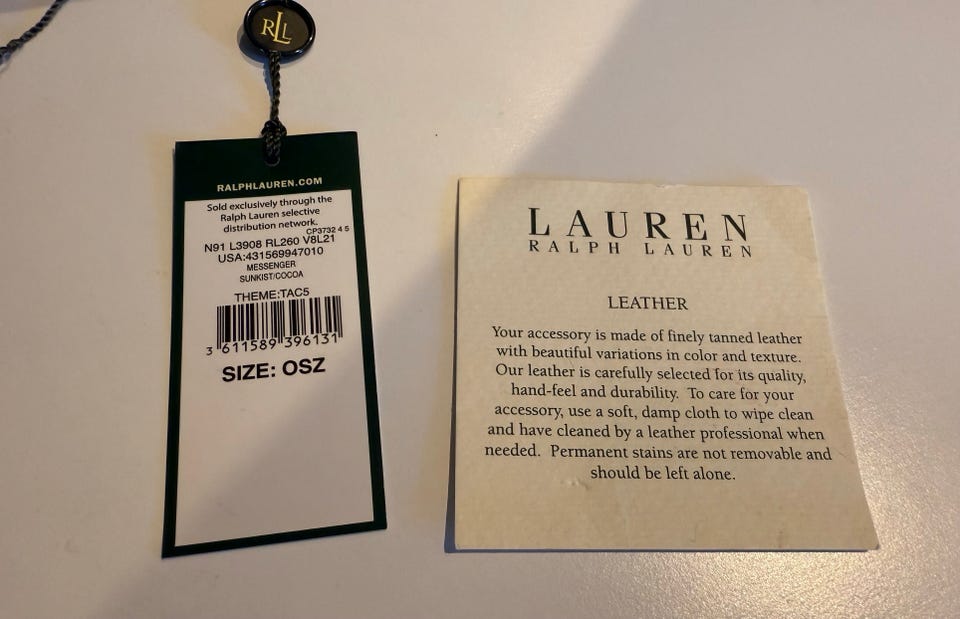 RLL
RALPHLAUREN.COM
Sold exclusively through the
Ralph Lauren selective
distribution network.
CP3732 4 5
N91 L3908 RL260 V8L21
USA:431569947010
MESSENGER
SUNKIST/COCOA
THEME:TAC5
3 611589 396131
SIZE: OSZ
LAUREN
RALPH LAUREN
LEATHER
Your accessory is made of finely tanned leather
with beautiful variations in color and texture.
Our leather is carefully selected for its quality,
hand-feel and durability. To care for your
accessory, use a soft, damp cloth to wipe clean
and have cleaned by a leather professional when
needed. Permanent stains are not removable and
should be left alone.